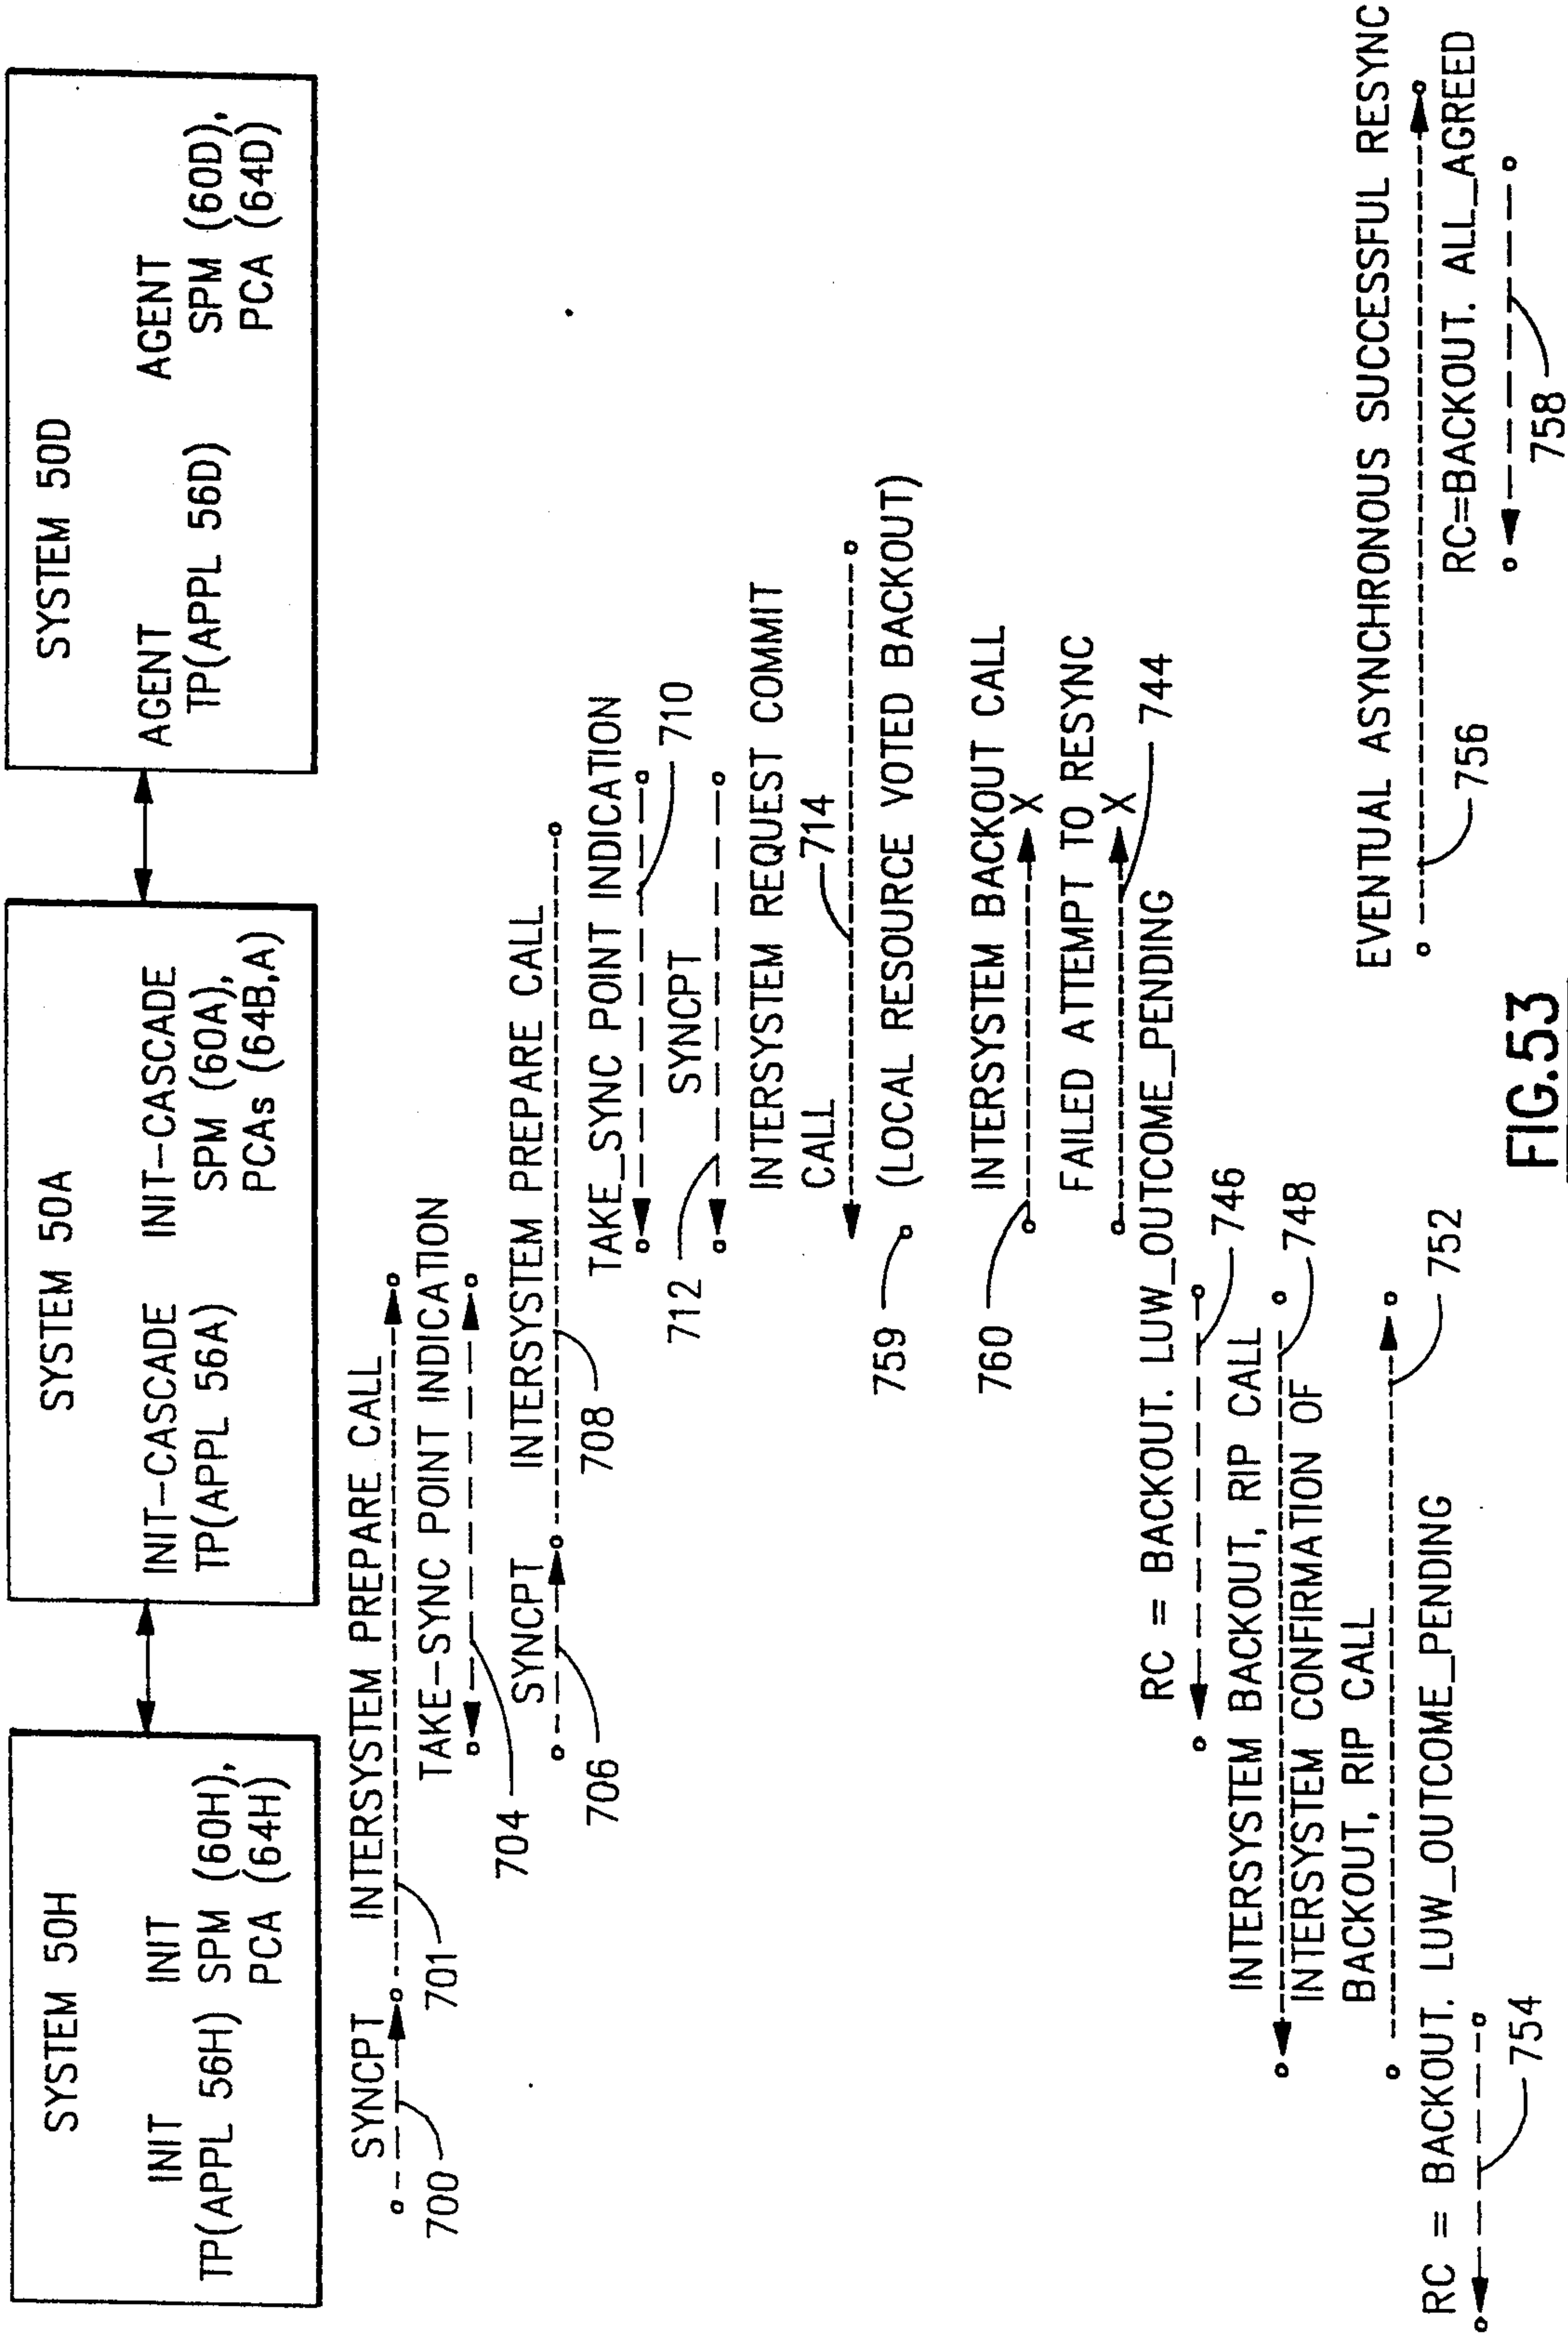 SYSTEM 50H
INIT INIT
TP(APPL 56H) SPM (60H),
PCA (64H)
SYSTEM 50A
INIT-CASCADE INIT-CASCADE
TP(APPL 56A) SPM (60A),
PCAs (64B,A)
SYSTEM 50D
AGENT AGENT
TP(APPL 56D) SPM (60D),
PCA (64D)
SYNCPT INTERSYSTEM PREPARE CALL
700 701
TAKE-SYNC POINT INDICATION
704
SYNCPT INTERSYSTEM PREPARE CALL
706 708
TAKE_SYNC POINT INDICATION
710
SYNCPT
712
INTERSYSTEM REQUEST COMMIT
CALL 714
759 (LOCAL RESOURCE VOTED BACKOUT)
INTERSYSTEM BACKOUT CALL
760 X
FAILED ATTEMPT TO RESYNC
X
744
RC = BACKOUT. LUW_OUTCOME_PENDING
746
INTERSYSTEM BACKOUT, RIP CALL
748
INTERSYSTEM CONFIRMATION OF
BACKOUT, RIP CALL
752
RC = BACKOUT. LUW_OUTCOME_PENDING
754
EVENTUAL ASYNCHRONOUS SUCCESSFUL RESYNC
756
RC=BACKOUT. ALL_AGREED
758
FIG.53